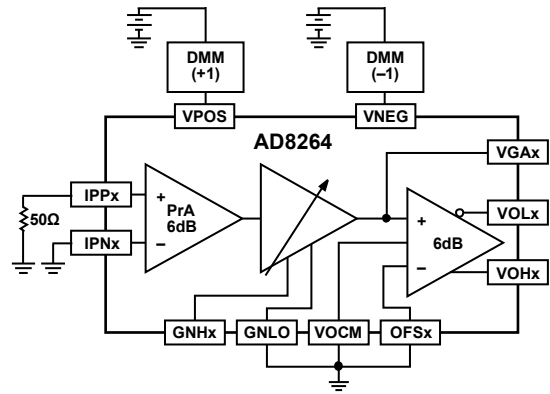 DMM
(+1)
DMM
(–1)
VPOS
VNEG
AD8264
VGAx
IPPx
+
PrA
6dB
–
+
6dB
–
VOLx
50Ω
IPNx
VOHx
GNHx
GNLO
VOCM
OFSx